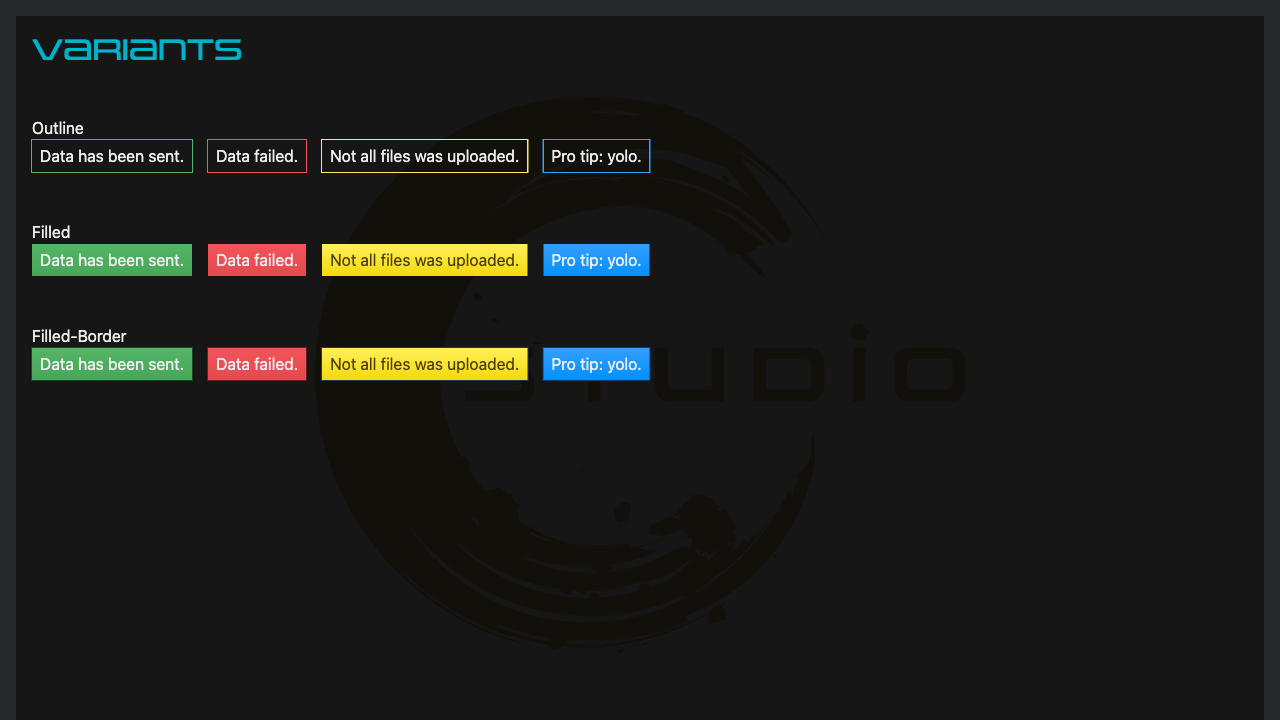 VARIANTS
Outline
Data has been sent. Data failed. Not all files was uploaded. Pro tip: yolo.
Filled
Data has been sent. Data failed. Not all files was uploaded. Pro tip: yolo.
Filled-Border
Data has been sent. Data failed. Not all files was uploaded. Pro tip: yolo.
STUDIO